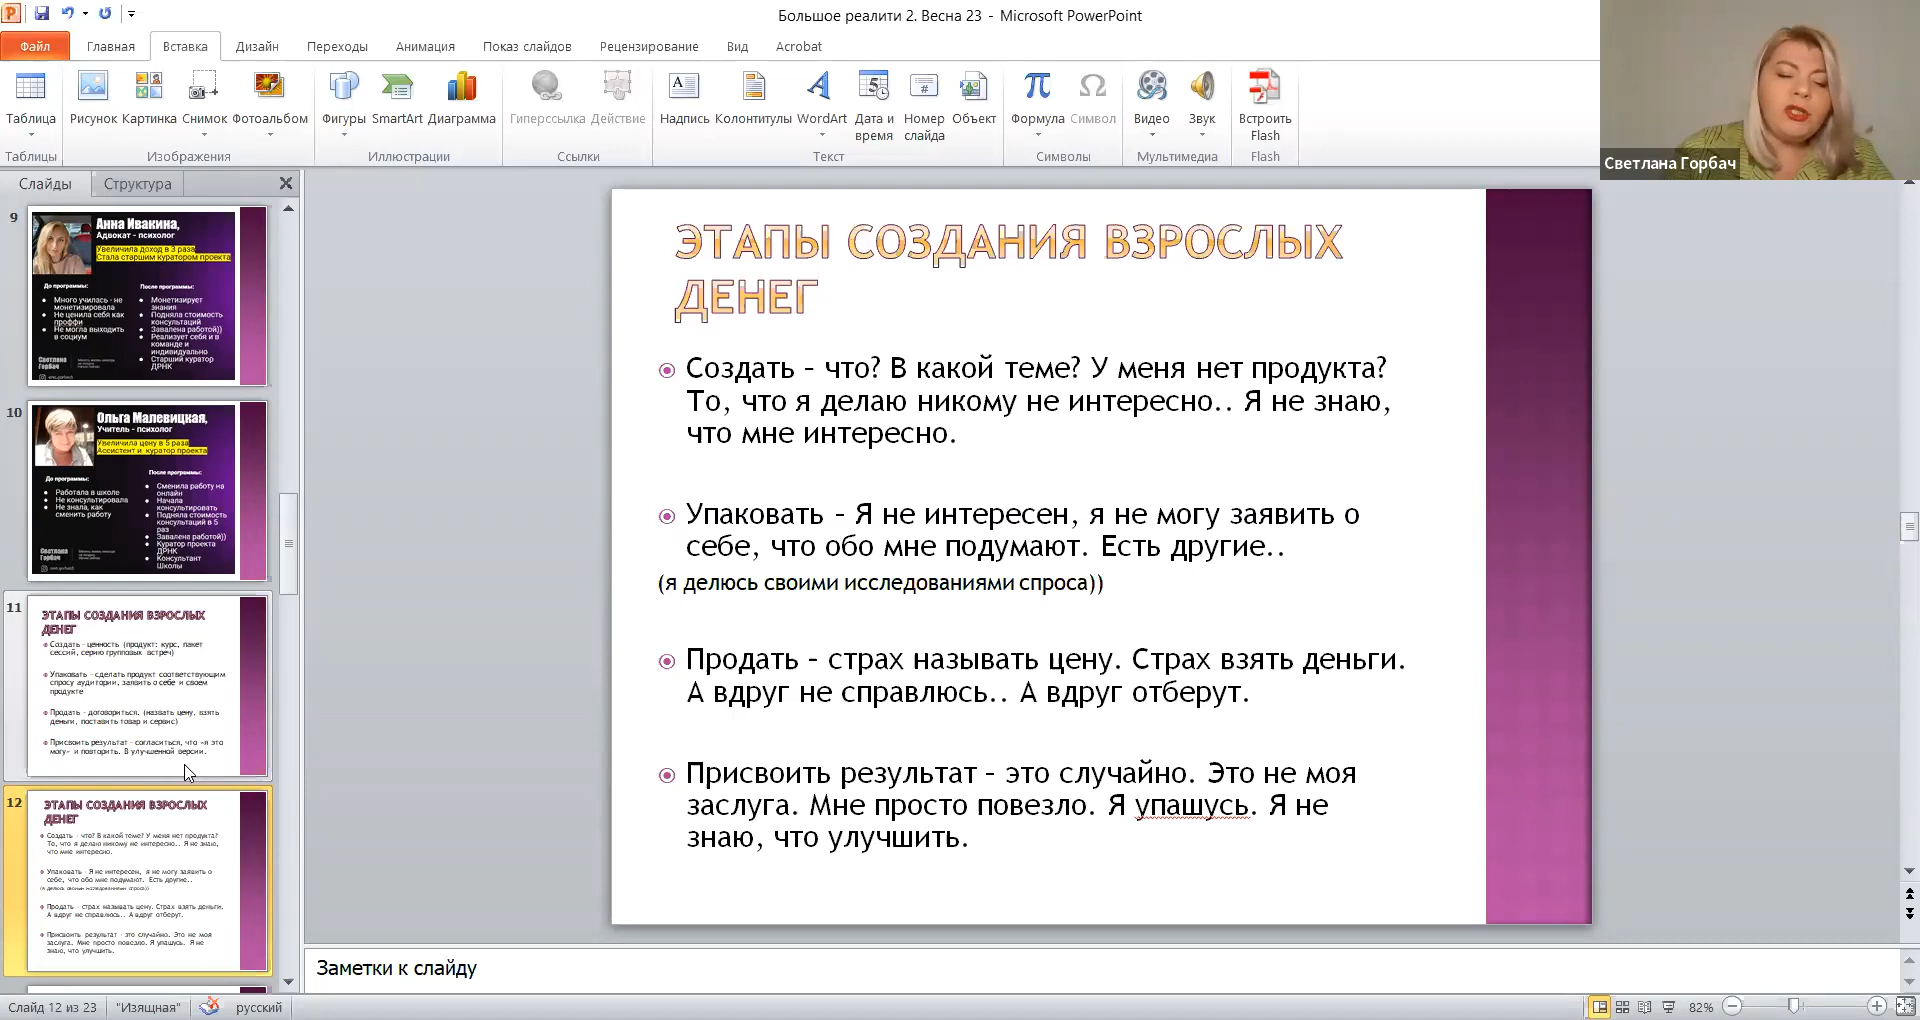 Большое реалити 2. Весна 23 - Microsoft PowerPoint
Файл Главная Вставка Дизайн Переходы Анимация Показ слайдов Рецензирование Вид Acrobat
Таблица Рисунок Картинка Снимок Фотоальбом Фигуры SmartArt Диаграмма Гиперссылка Действие Надпись Колонтитулы WordArt Дата и время Номер слайда Объект Формула Символ Видео Звук Встроить Flash
Таблицы Изображения Иллюстрации Ссылки Текст Символы Мультимедиа Flash
Светлана Горбач
Слайды Структура
9
Анна Ивакина,
Адвокат - психолог
Увеличила доход в 3 раза
Стала старшим куратором проекта
До программы:
Много училась - не
монетизировала
Не ценила себя как
проффи
Не могла выходить
в социум
После программы:
Монетизирует
знания
Подняла стоимость
консультаций
Завалена работой))
Реализует себя и в
команде и
индивидуально
Старший куратор
ДРНК
Светлана
Горбач
10
Ольга Малевицкая,
Учитель - психолог
Увеличила цену в 5 раза
Ассистент и куратор проекта
До программы:
Работала в школе
Не консультировала
Не знала, как
сменить работу
После программы:
Сменила работу на
онлайн
Начала
консультировать
Подняла стоимость
консультаций в 5
раз
Завалена работой))
Куратор проекта
ДРНК
Консультант
Школы
Светлана
Горбач
11
ЭТАПЫ СОЗДАНИЯ ВЗРОСЛЫХ
ДЕНЕГ
Создать - ценность (продукт: курс, пакет
сессий, серию групповых встреч)
Упаковать - сделать продукт соответствующим
спросу аудитории, заявить о себе и своем
продукте
Продать - договориться. (назвать цену, взять
деньги, поставить товар и сервис)
Присвоить результат - согласиться, что «я это
могу» и повторить. В улучшенной версии.
12
ЭТАПЫ СОЗДАНИЯ ВЗРОСЛЫХ
ДЕНЕГ
Создать - что? В какой теме? У меня нет продукта?
То, что я делаю никому не интересно.. Я не знаю,
что мне интересно.
Упаковать - Я не интересен, я не могу заявить о
себе, что обо мне подумают. Есть другие..
(я делюсь своими исследованиями спроса))
Продать - страх называть цену. Страх взять деньги.
А вдруг не справлюсь.. А вдруг отберут.
Присвоить результат - это случайно. Это не моя
заслуга. Мне просто повезло. Я упашусь. Я не
знаю, что улучшить.
ЭТАПЫ СОЗДАНИЯ ВЗРОСЛЫХ
ДЕНЕГ
Создать – что? В какой теме? У меня нет продукта?
То, что я делаю никому не интересно.. Я не знаю,
что мне интересно.
Упаковать – Я не интересен, я не могу заявить о
себе, что обо мне подумают. Есть другие..
(я делюсь своими исследованиями спроса))
Продать – страх называть цену. Страх взять деньги.
А вдруг не справлюсь.. А вдруг отберут.
Присвоить результат – это случайно. Это не моя
заслуга. Мне просто повезло. Я упашусь. Я не
знаю, что улучшить.
Заметки к слайду
Слайд 12 из 23 "Изящная" русский 82%